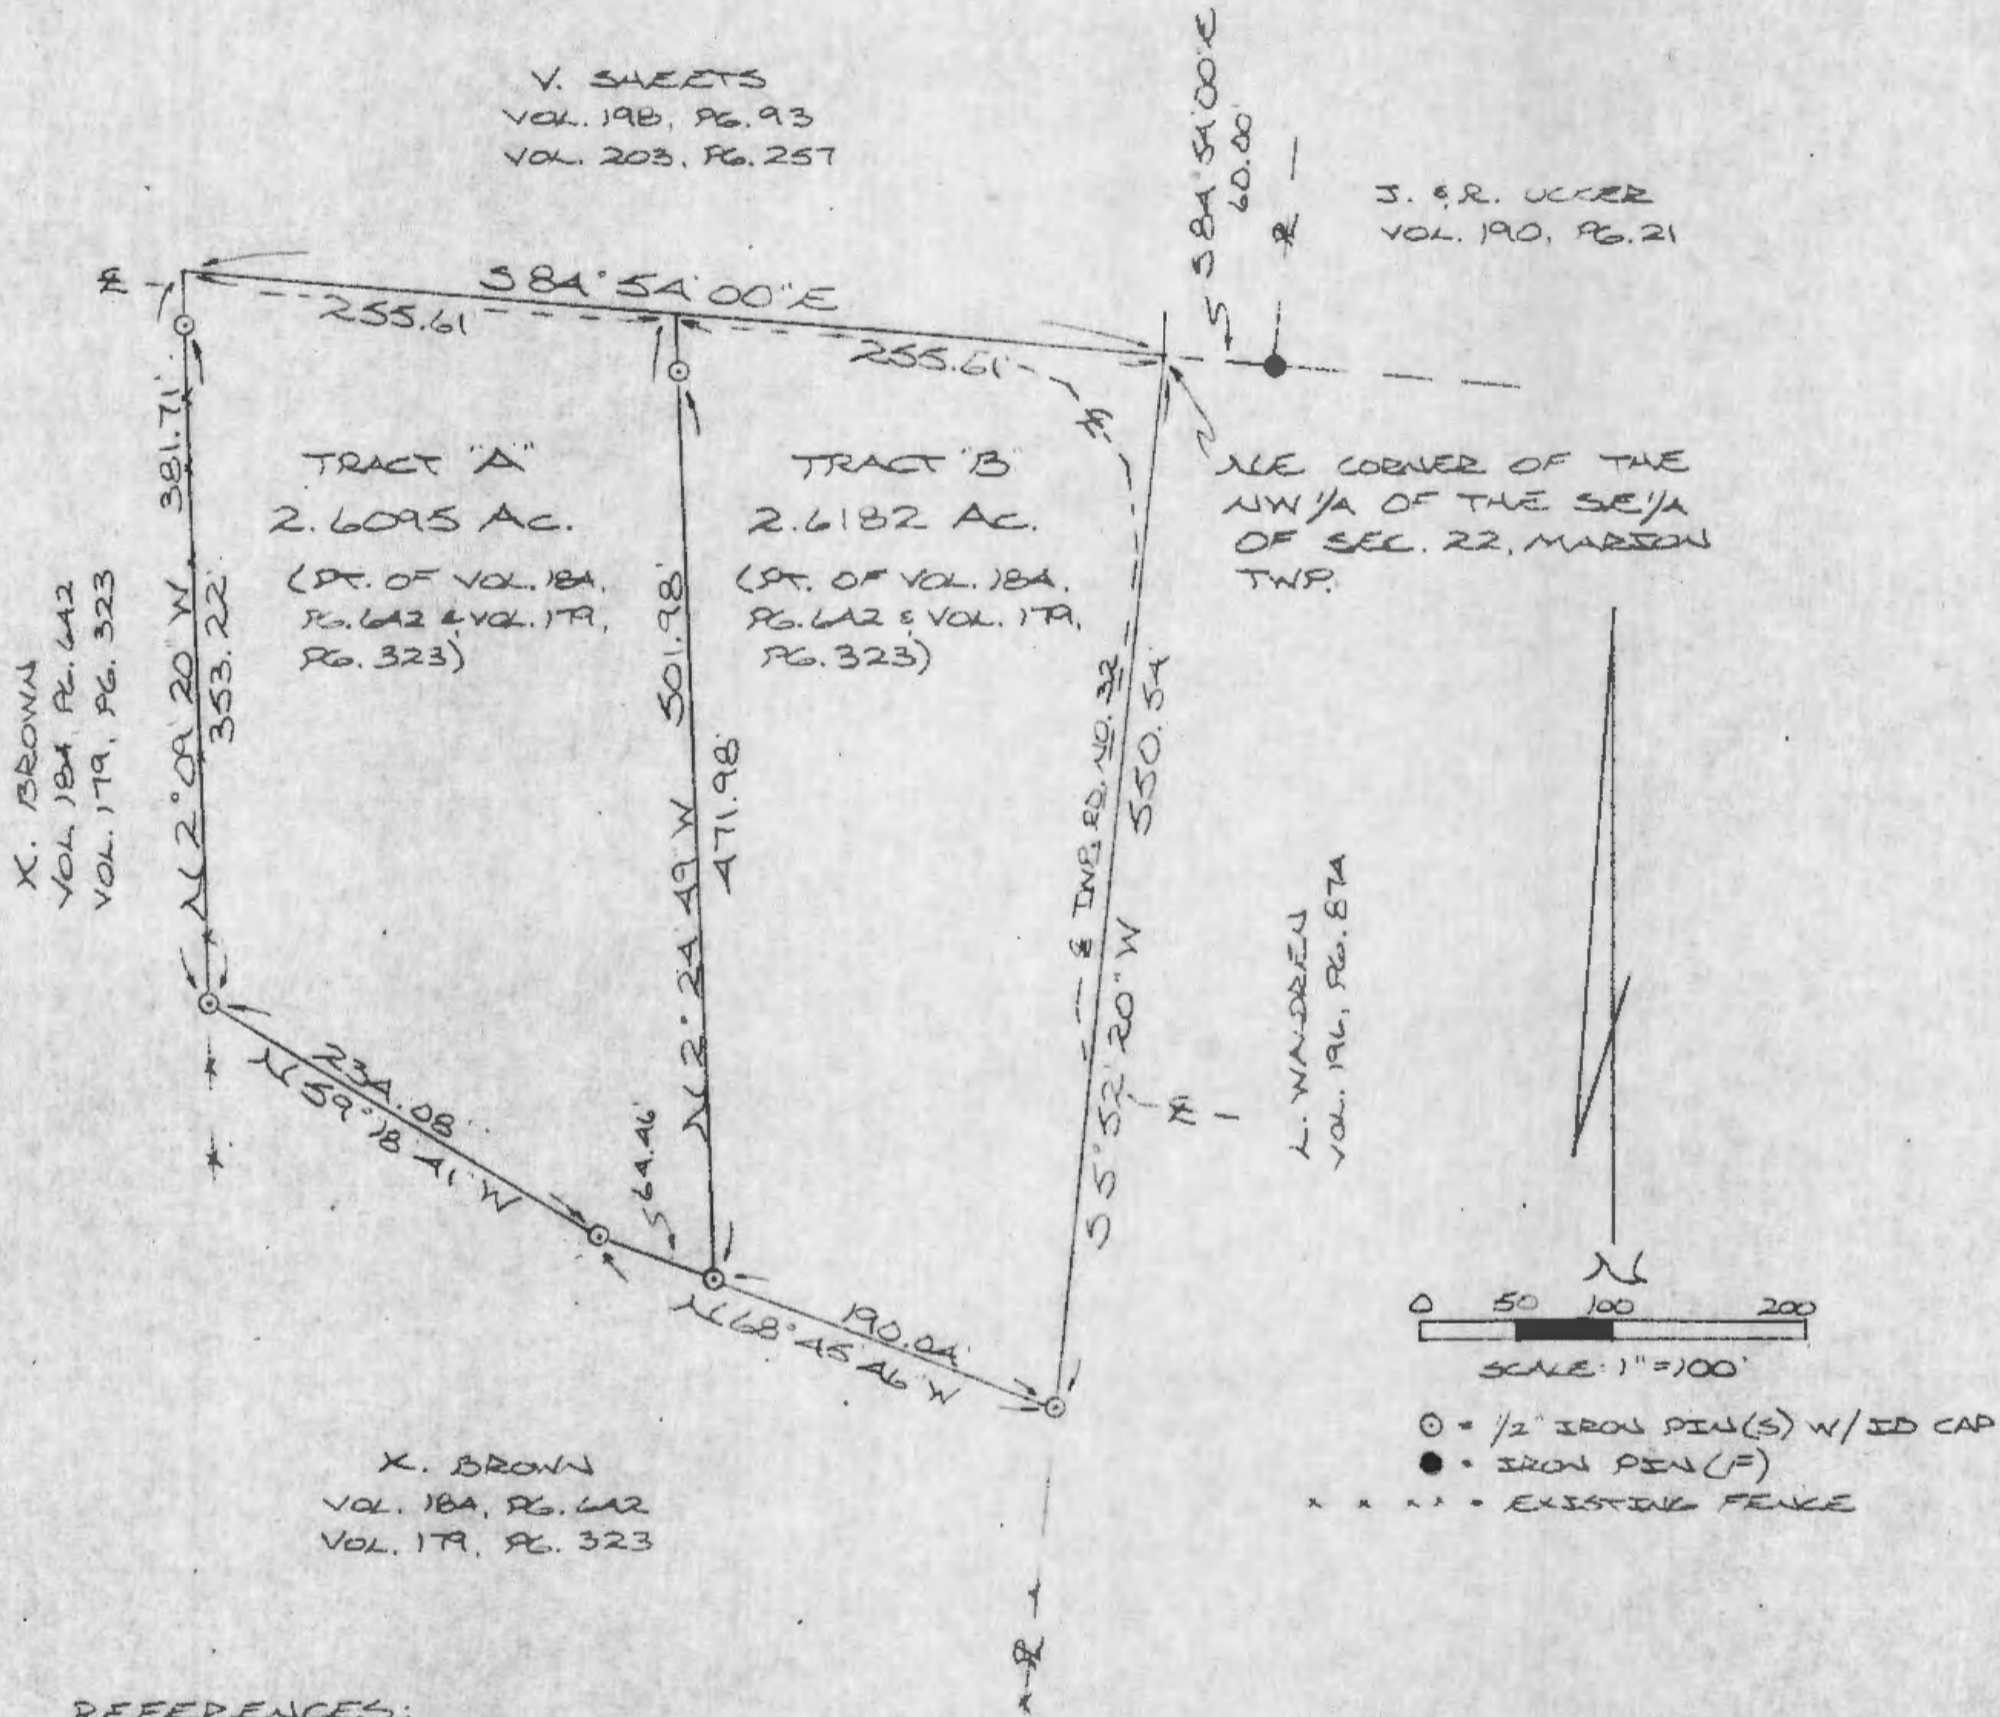 V. SHEETS
VOL. 198, PG. 93
VOL. 203, PG. 257
S 84° 54' 00" E
60.00'
J. & R. UCKER
VOL. 190, PG. 21
S 84° 54' 00" E
255.61'
255.61'
381.71'
N 2° 09' 20" W
353.22'
TRACT "A"
2.6095 AC.
(PT. OF VOL. 184,
PG. 642 & VOL. 179,
PG. 323)
501.98'
N 2° 24' 49" W
471.98'
TRACT "B"
2.6182 AC.
(PT. OF VOL. 184,
PG. 642 & VOL. 179,
PG. 323)
NE CORNER OF THE
NW 1/4 OF THE SE 1/4
OF SEC. 22, MARION
TWP.
X. BROWN
VOL. 184, PG. 642
VOL. 179, PG. 323
TWP. RD. NO. 32
550.54'
S 5° 52' 20" W
L. WALDREN
VOL. 196, PG. 874
234.08'
N 59° 18' 41" W
64.46'
190.04'
N 68° 45' 46" W
N
0 50 100 200
SCALE: 1" = 100'
= 1/2" IRON PIN(S) W/ ID CAP
= IRON PIN (F)
x x x x = EXISTING FENCE
X. BROWN
VOL. 184, PG. 642
VOL. 179, PG. 323
REFERENCES: